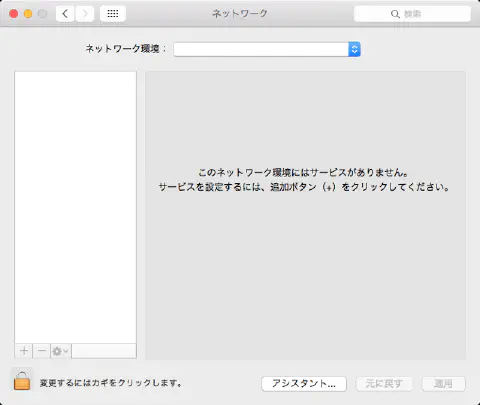 ネットワーク
検索
ネットワーク環境：
このネットワーク環境にはサービスがありません。
サービスを設定するには、追加ボタン（+）をクリックしてください。
変更するにはカギをクリックします。
アシスタント...
元に戻す
適用